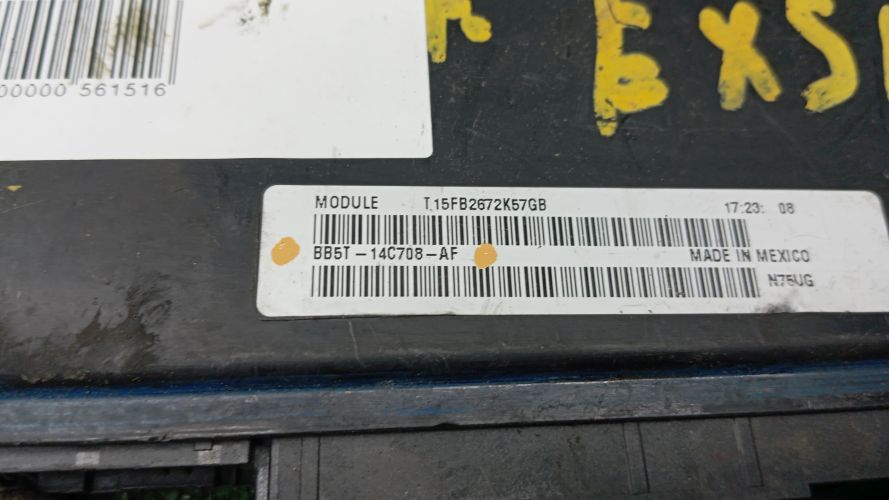 00000 561516
EXS
MODULE T15FB2672K57GB 17:23: 08
BB5T-14C708-AF MADE IN MEXICO
N75UG